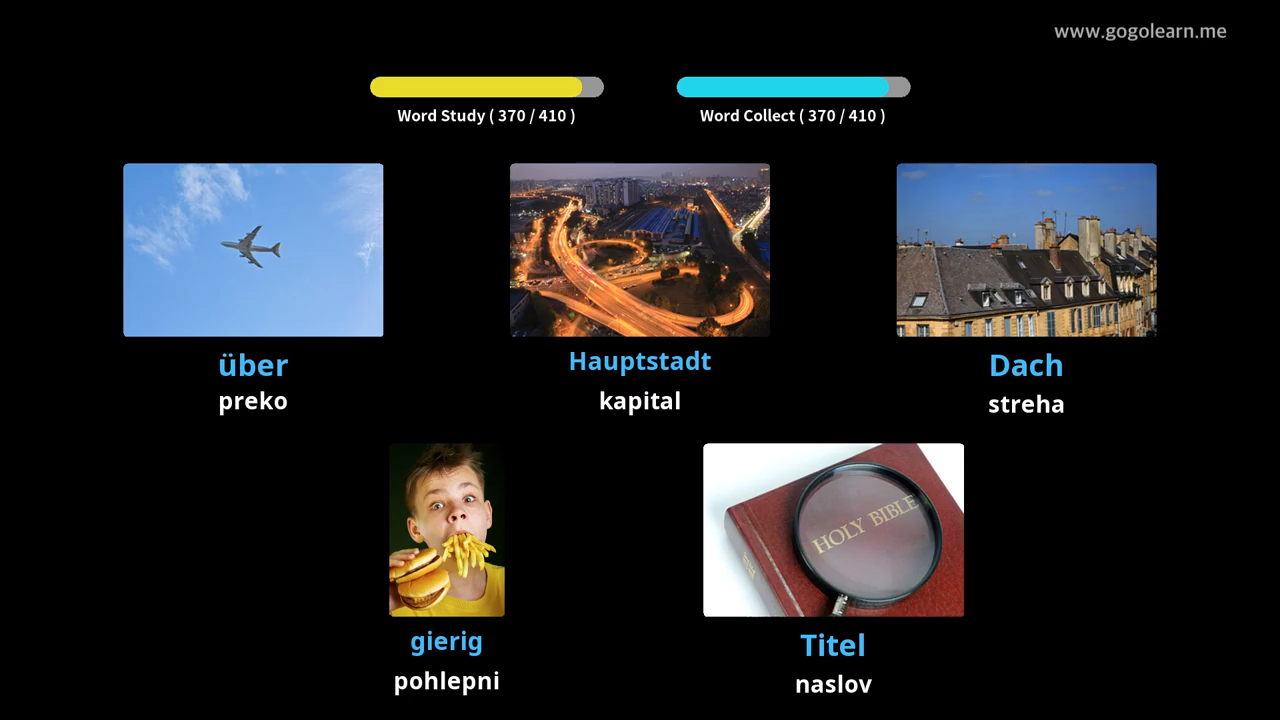 www.gogolearn.me
Word Study ( 370 / 410 )
Word Collect ( 370 / 410 )
über
preko
Hauptstadt
kapital
Dach
streha
HOLY BIBLE
gierig
pohlepni
Titel
naslov